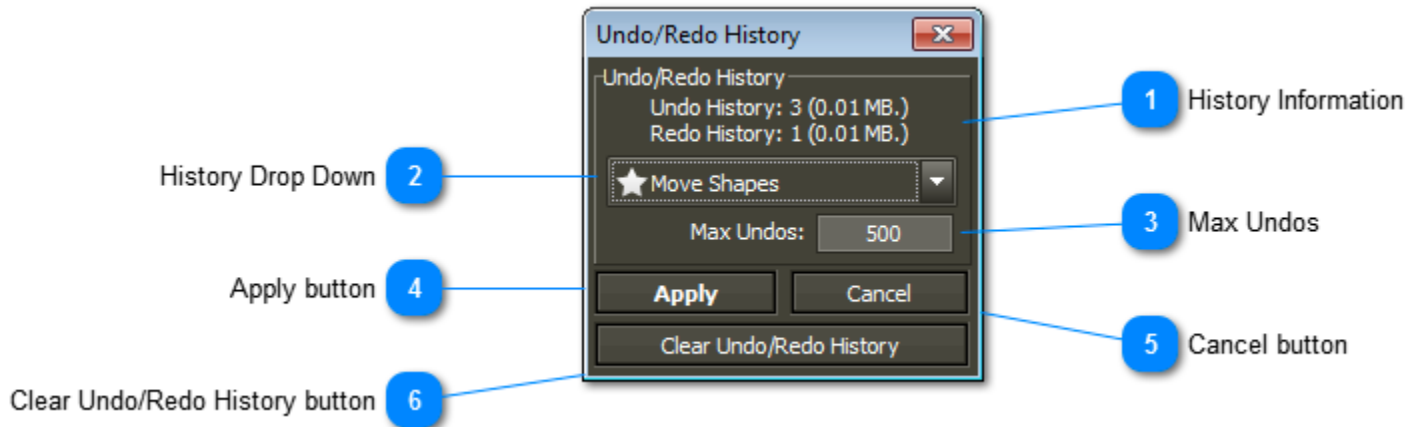 Undo/Redo History
Undo/Redo History
Undo History: 3 (0.01 MB.)
Redo History: 1 (0.01 MB.)
1 History Information
History Drop Down 2
Move Shapes
Max Undos: 500
3 Max Undos
Apply button 4
Apply Cancel
Clear Undo/Redo History
5 Cancel button
Clear Undo/Redo History button 6